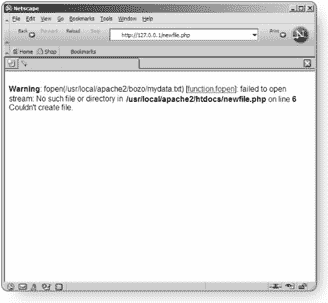 Netscape
File Edit View Go Bookmarks Tools Window Help
Back Forward Reload Stop http://127.0.0.1/newfile.php Print
Home Shop Bookmarks
Warning: fopen(/usr/local/apache2/bozo/mydata.txt) [function.fopen]: failed to open
stream: No such file or directory in /usr/local/apache2/htdocs/newfile.php on line 6
Couldn't create file.